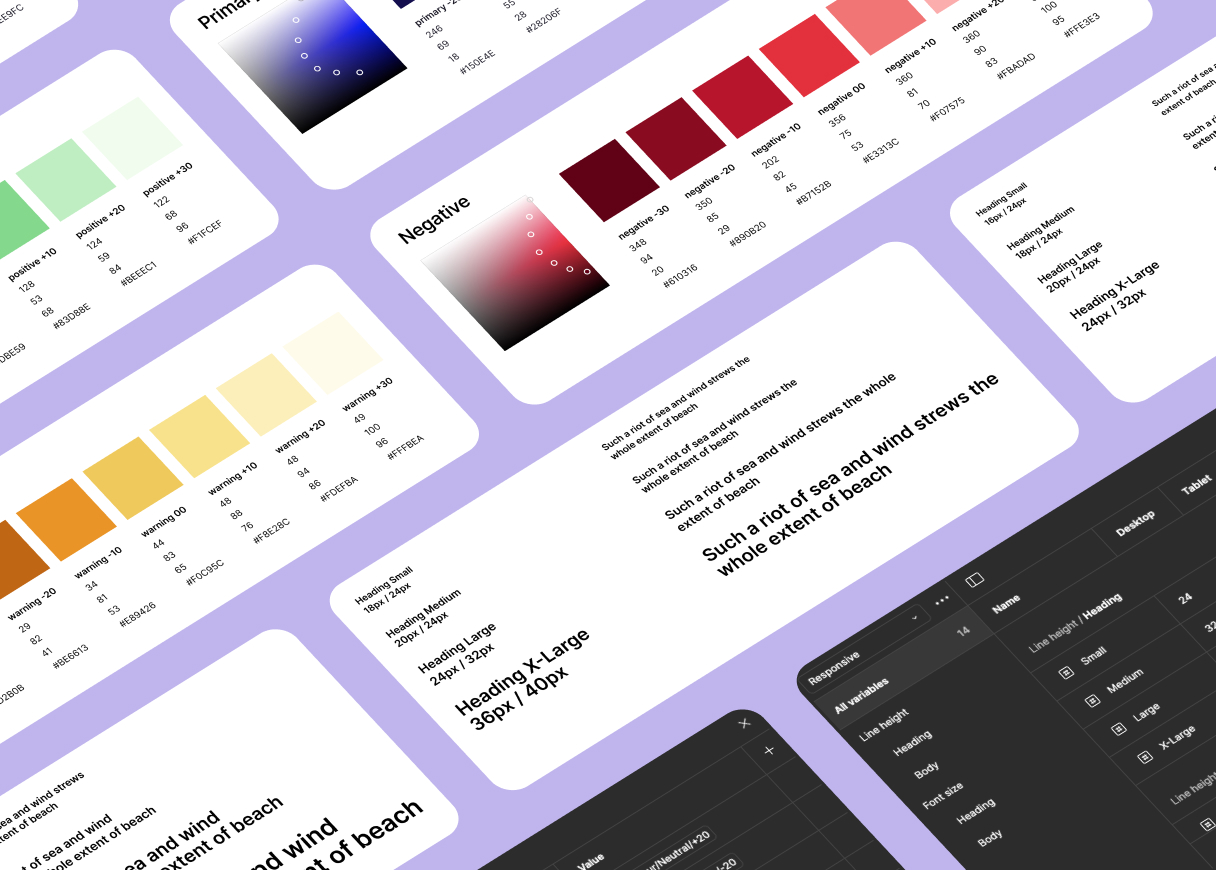 E9FC
Primary
primary -30
246
69
18
#150E4E
55
28
#28206F
positive +10
128
53
68
#83D88E
positive +20
124
59
84
#BEEEC1
positive +30
122
68
96
#F1FCEF
DBE59
Negative
negative -30
348
94
20
#610316
negative -20
350
85
29
#890B20
negative -10
202
82
45
#B7152B
negative 00
356
75
53
#E3313C
negative +10
360
81
70
#F07575
negative +20
360
90
83
#FBADAD
100
95
#FFE3E3
warning -20
29
82
41
#BE6613
warning -10
34
81
53
#E89426
warning 00
44
83
65
#F0C95C
warning +10
48
88
76
#F8E28C
warning +20
48
94
86
#FDEFBA
warning +30
49
100
96
#FFFBEA
D2B0B
Heading Small
16px / 24px
Heading Medium
18px / 24px
Heading Large
20px / 24px
Heading X-Large
24px / 32px
Such a riot of sea a
extent of beach
Such a ri
exten
Such a riot of sea and wind strews the
whole extent of beach
Such a riot of sea and wind strews the
whole extent of beach
Such a riot of sea and wind strews the whole
extent of beach
Such a riot of sea and wind strews the
whole extent of beach
Heading Small
18px / 24px
Heading Medium
20px / 24px
Heading Large
24px / 32px
Heading X-Large
36px / 40px
sea and wind strews
tent of beach
t of sea and wind
hole extent of beach
sea and wind
extent of beach
nd wind
nt of beach
Responsive
All variables
14
Line height
Heading
Body
Font size
Heading
Body
Name
Desktop
Tablet
Line height / Heading
Small
24
Medium
32
Large
X-Large
Line height
Value
r/Neutral/+20
/-20